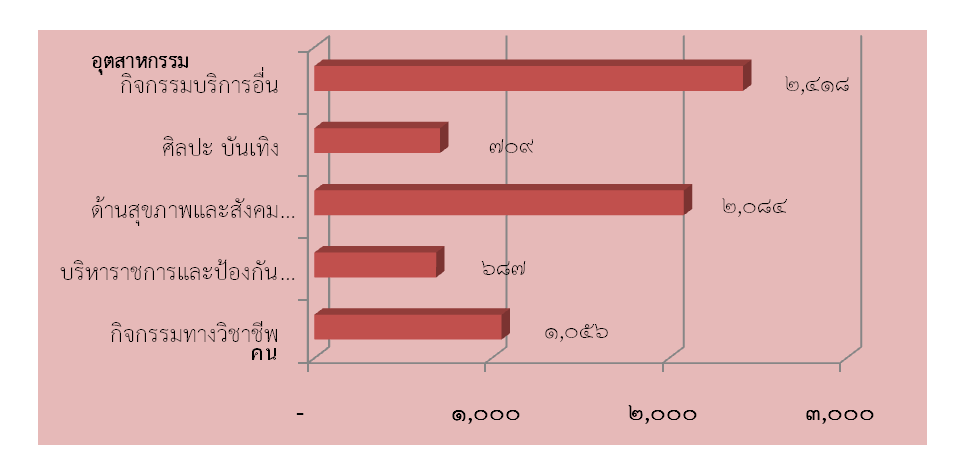 อุตสาหกรรม
กิจกรรมบริการอื่น
๒,๔๑๘
ศิลปะ บันเทิง
๗๐๙
ด้านสุขภาพและสังคม...
๒,๐๘๔
บริหาราชการและป้องกัน...
๖๘๗
กิจกรรมทางวิชาชีพ
๑,๐๕๖
คน
- ๑,๐๐๐ ๒,๐๐๐ ๓,๐๐๐